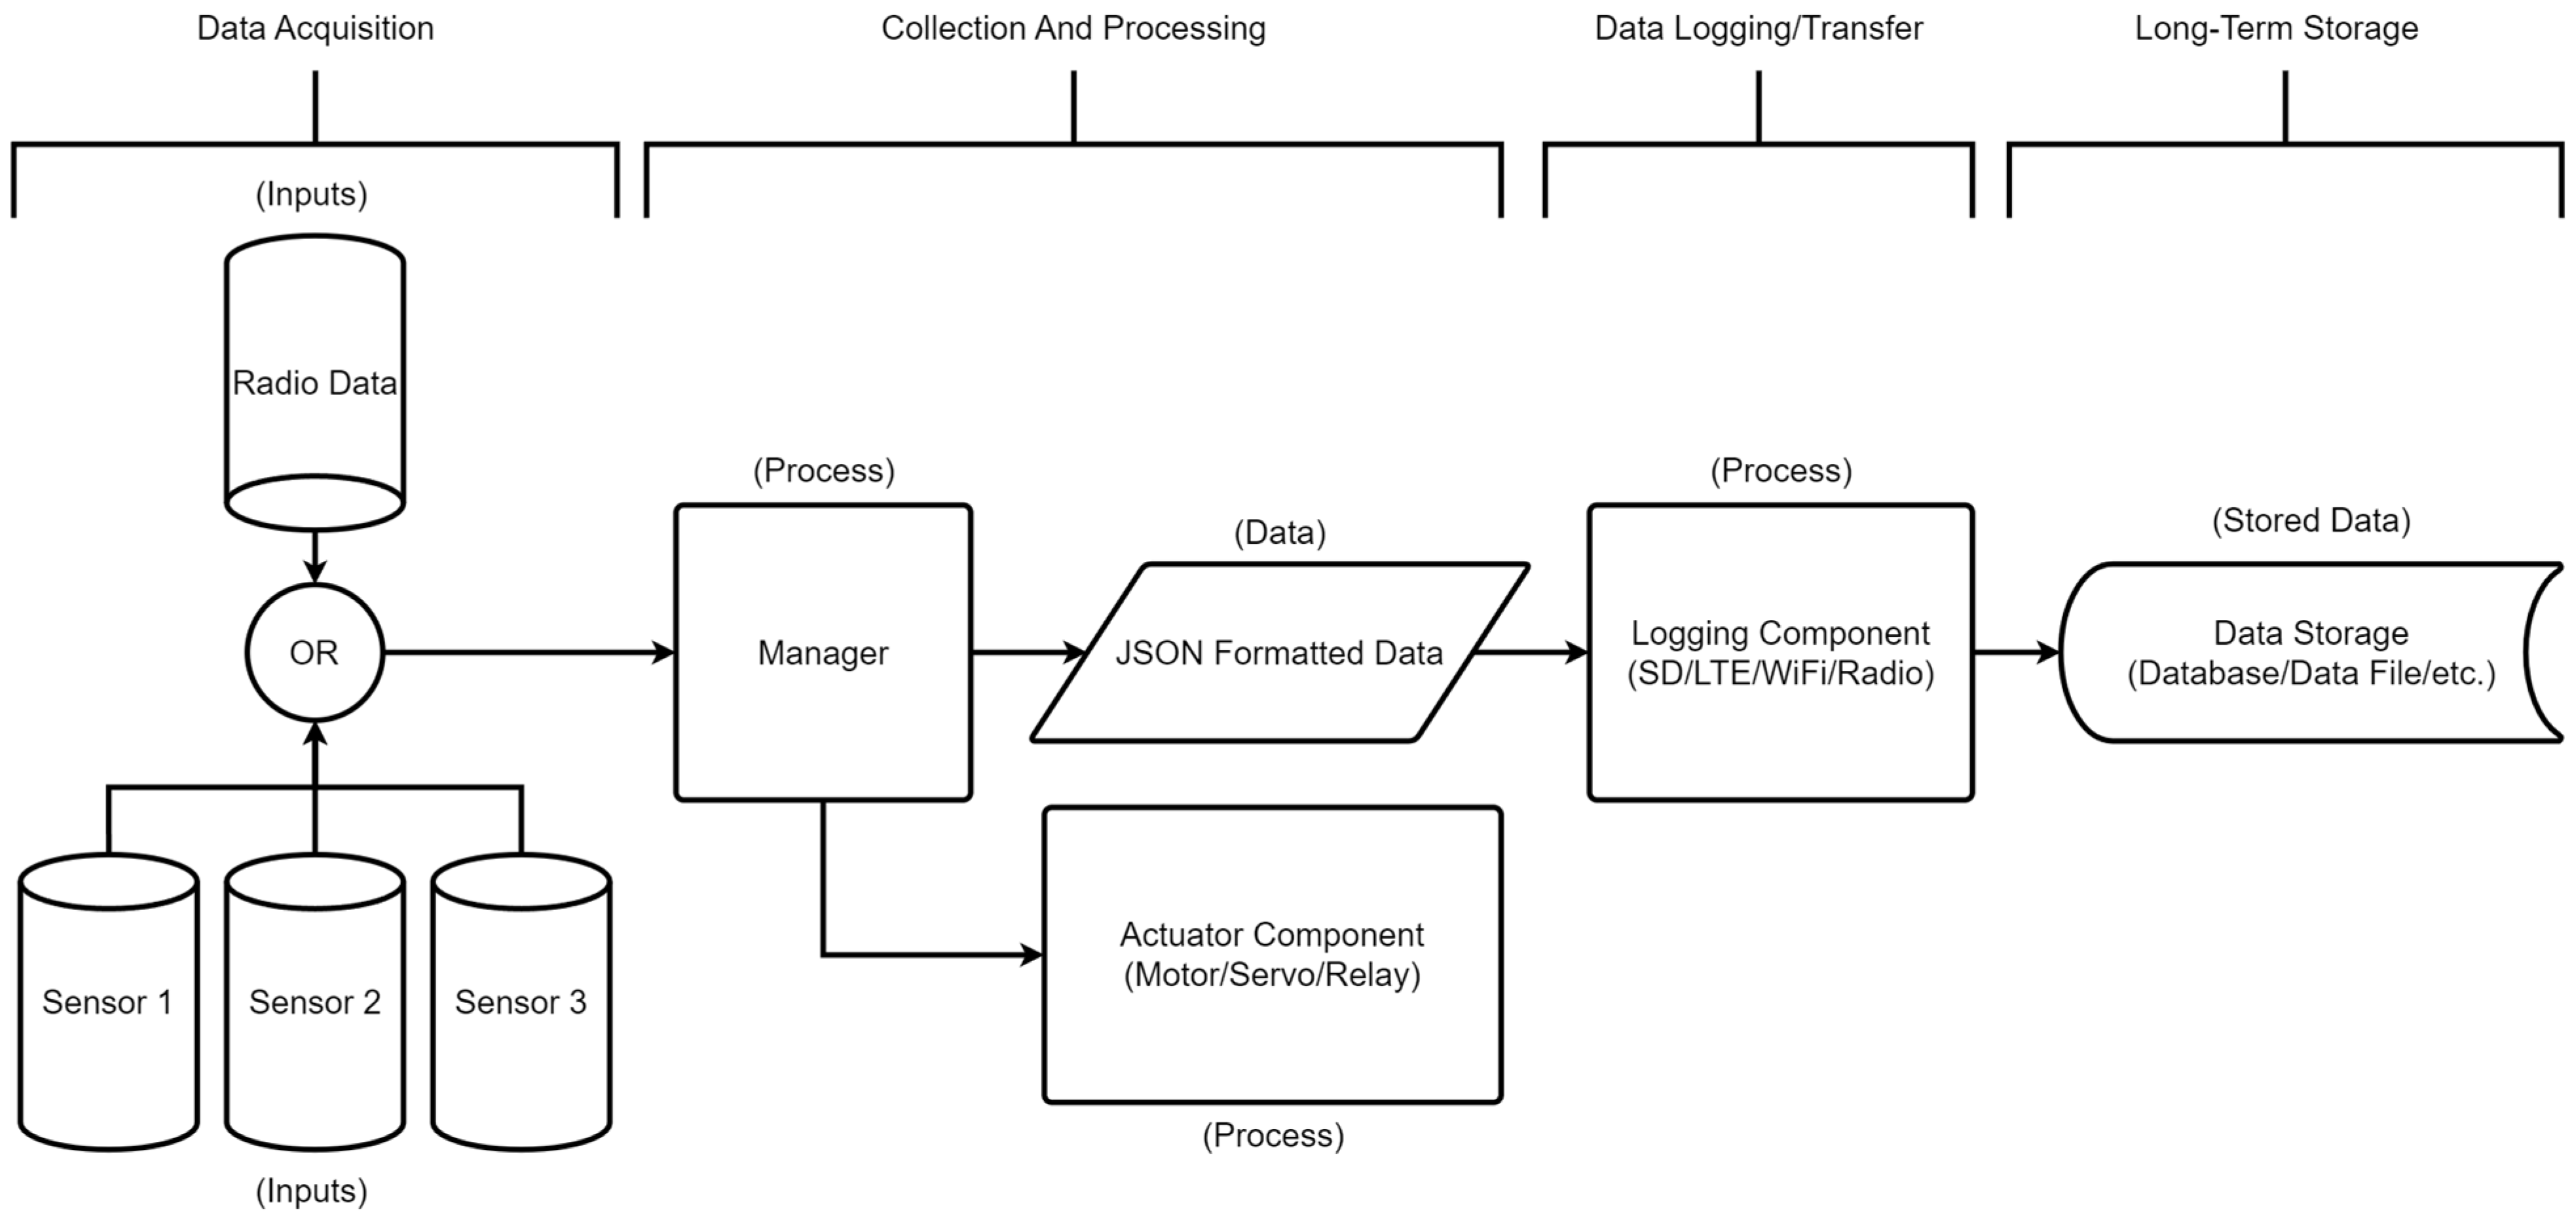 Data Acquisition
Collection And Processing
Data Logging/Transfer
Long-Term Storage
(Inputs)
Radio Data
OR
Sensor 1
Sensor 2
Sensor 3
(Inputs)
(Process)
Manager
(Data)
JSON Formatted Data
Actuator Component
(Motor/Servo/Relay)
(Process)
(Process)
Logging Component
(SD/LTE/WiFi/Radio)
(Stored Data)
Data Storage
(Database/Data File/etc.)